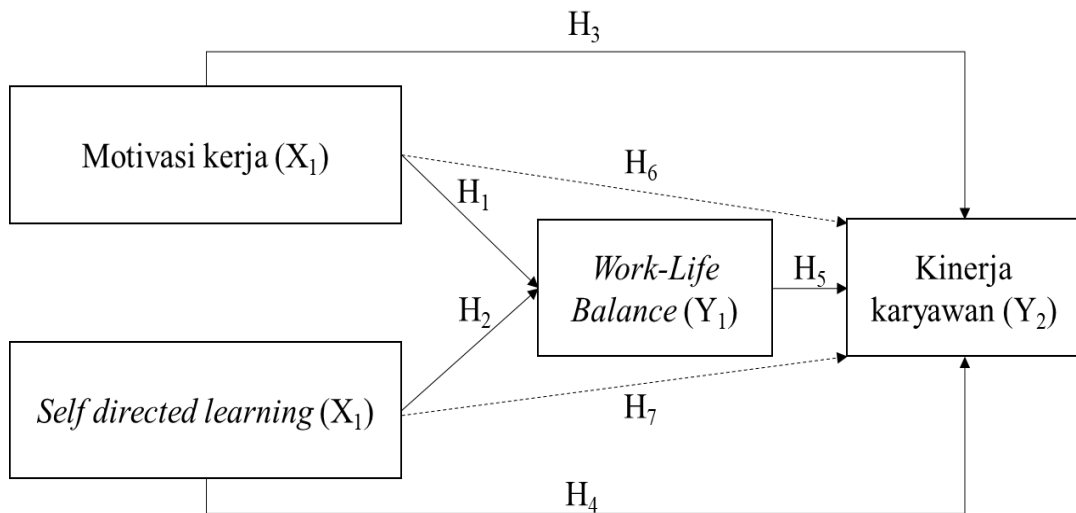 H₃
Motivasi kerja (X₁)
H₆
H₁
Work-Life
Balance (Y₁)
H₅
Kinerja
karyawan (Y₂)
H₂
Self directed learning (X₁)
H₇
H₄